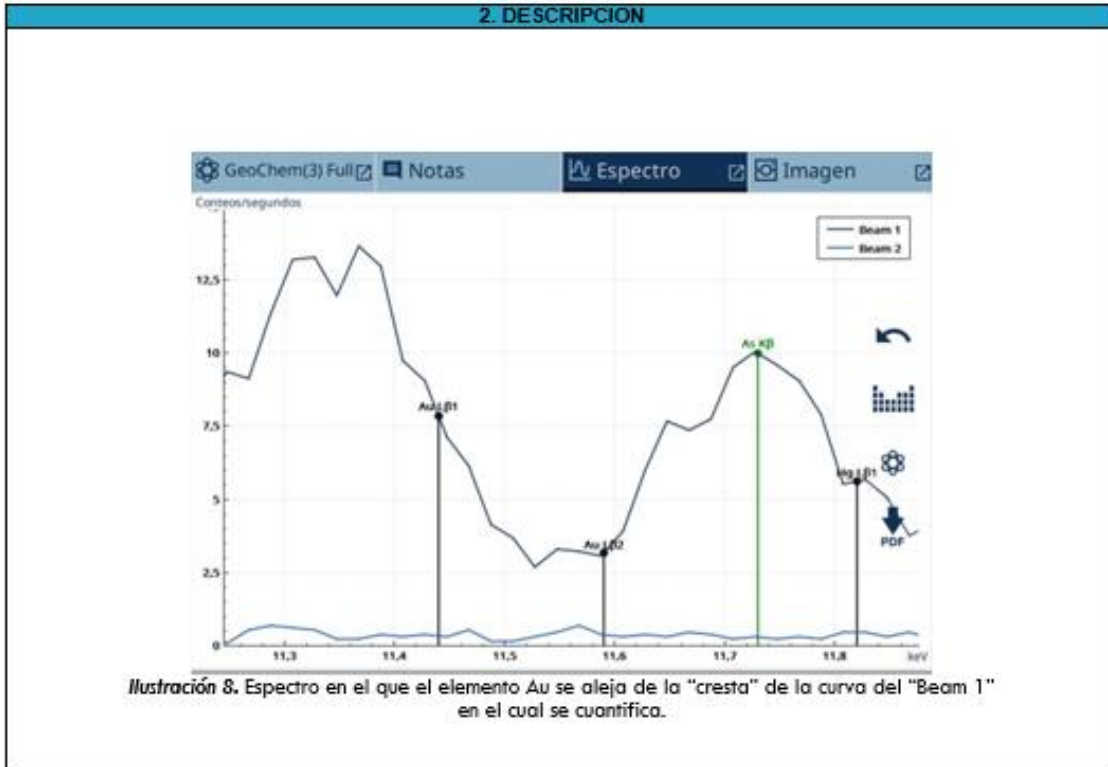 2. DESCRIPCION
GeoChem(3) Full Notas Espectro Imagen
Conteos/segundos
Beam 1
Beam 2
12,5
As Kβ
10
Au Lβ1
7,5
Hg Lβ1
5
PDF
Au Lβ2
2,5
0
11,3 11,4 11,5 11,6 11,7 11,8 keV
Ilustración 8. Espectro en el que el elemento Au se aleja de la "cresta" de la curva del "Beam 1"
en el cual se cuantifica.